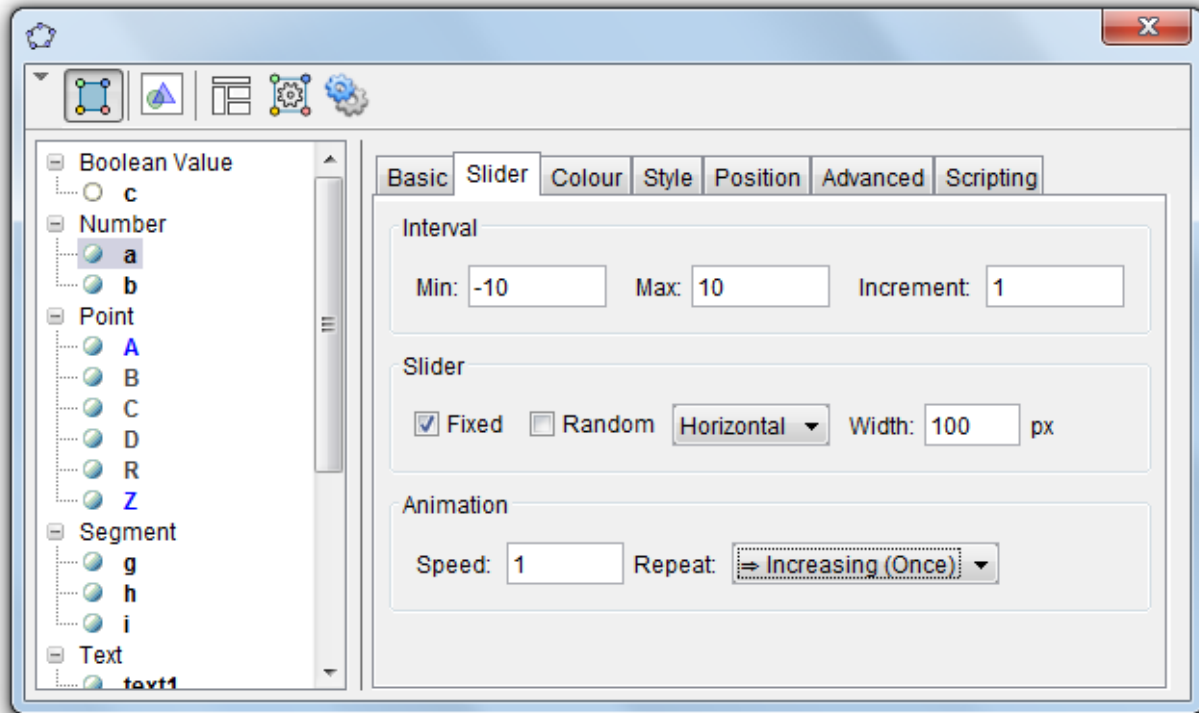 Boolean Value
c
Number
a
b
Point
A
B
C
D
R
Z
Segment
g
h
i
Text
text1
Basic Slider Colour Style Position Advanced Scripting
Interval
Min: -10 Max: 10 Increment: 1
Slider
Fixed Random Horizontal Width: 100 px
Animation
Speed: 1 Repeat: ⇒ Increasing (Once)